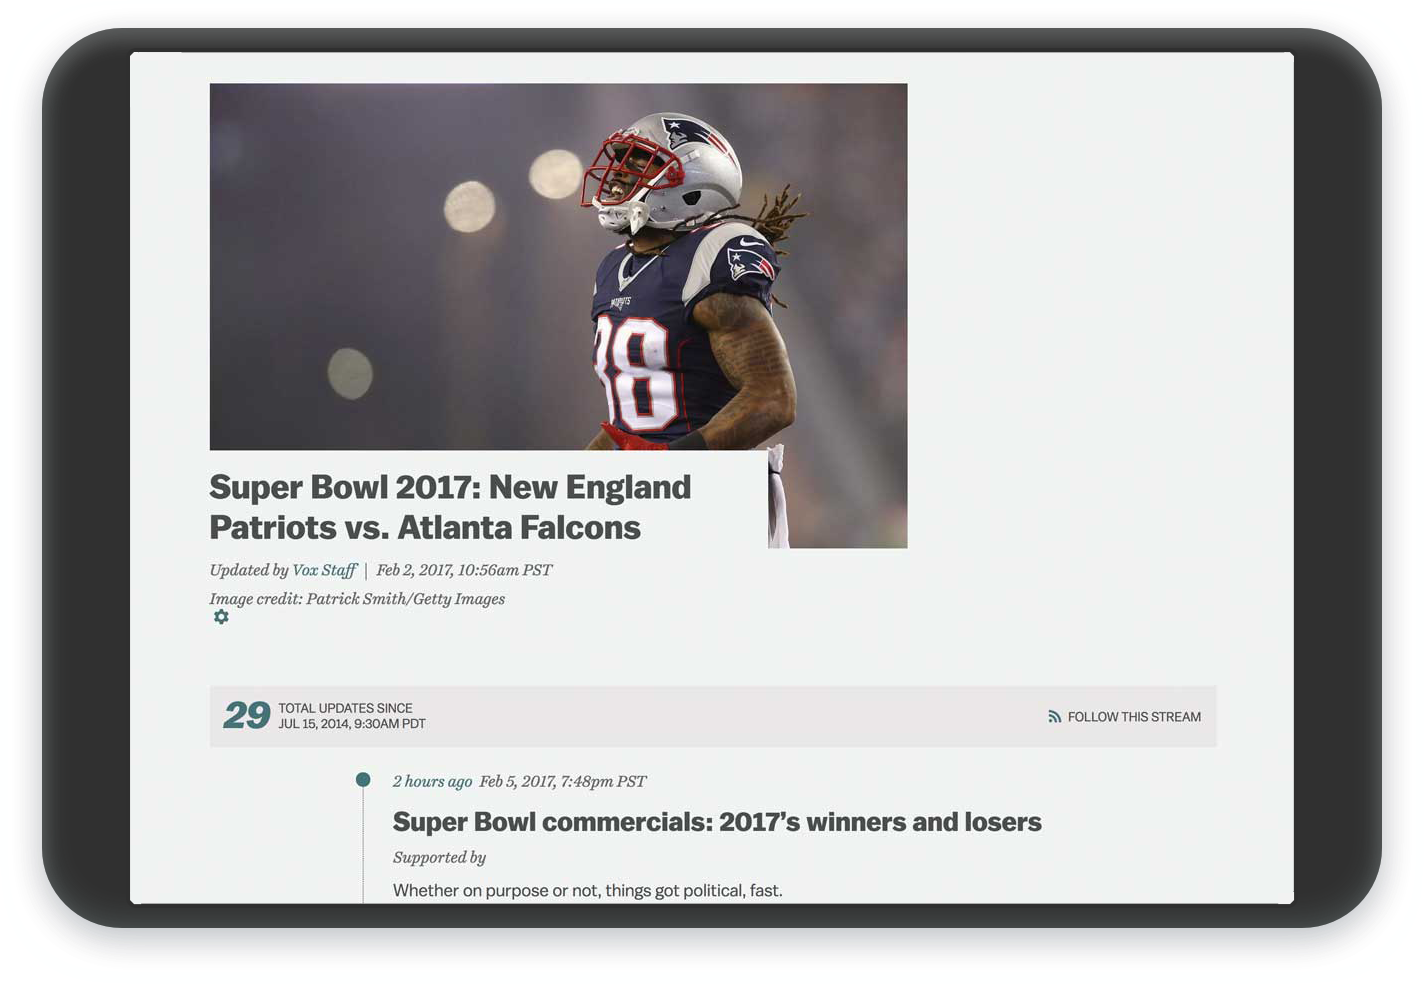 PATRIOTS
38
Super Bowl 2017: New England
Patriots vs. Atlanta Falcons
Updated by Vox Staff | Feb 2, 2017, 10:56am PST
Image credit: Patrick Smith/Getty Images
29 TOTAL UPDATES SINCE
JUL 15, 2014, 9:30AM PDT
FOLLOW THIS STREAM
2 hours ago Feb 5, 2017, 7:48pm PST
Super Bowl commercials: 2017’s winners and losers
Supported by
Whether on purpose or not, things got political, fast.